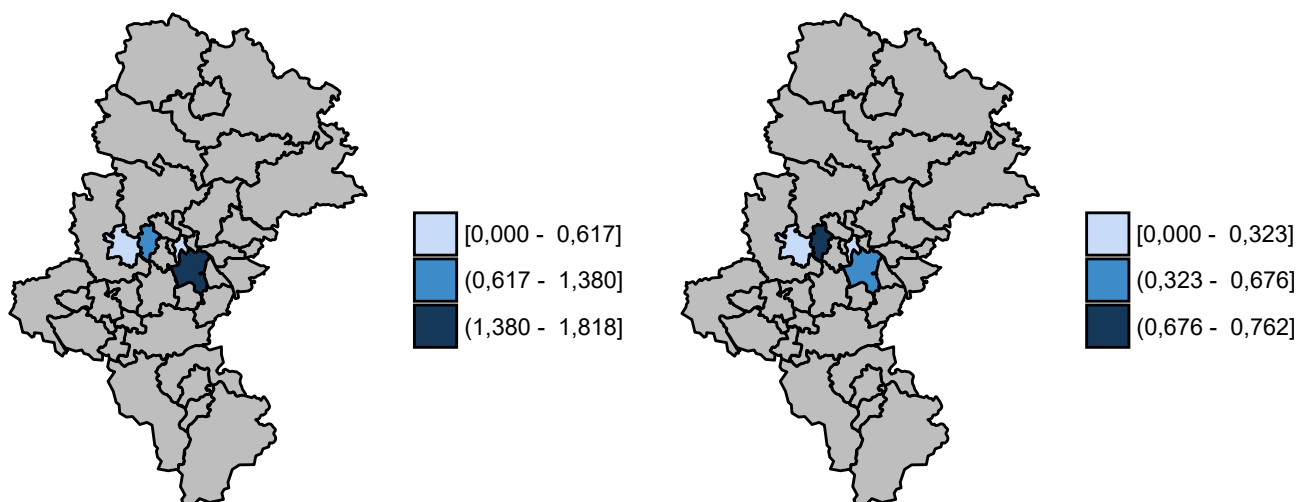 [0,000 - 0,617]
(0,617 - 1,380]
(1,380 - 1,818]
[0,000 - 0,323]
(0,323 - 0,676]
(0,676 - 0,762]